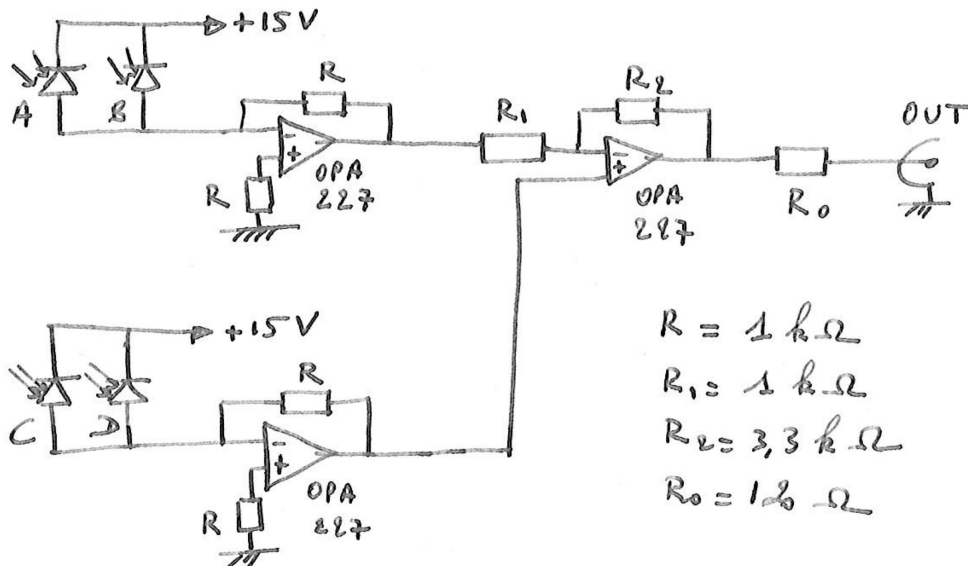 +15V
A
B
R
- +
OPA
227
R
R1
R2
- +
OPA
227
R0
OUT
+15V
C
D
R
- +
OPA
227
R
R = 1 kΩ
R1 = 1 kΩ
R2 = 3,3 kΩ
R0 =